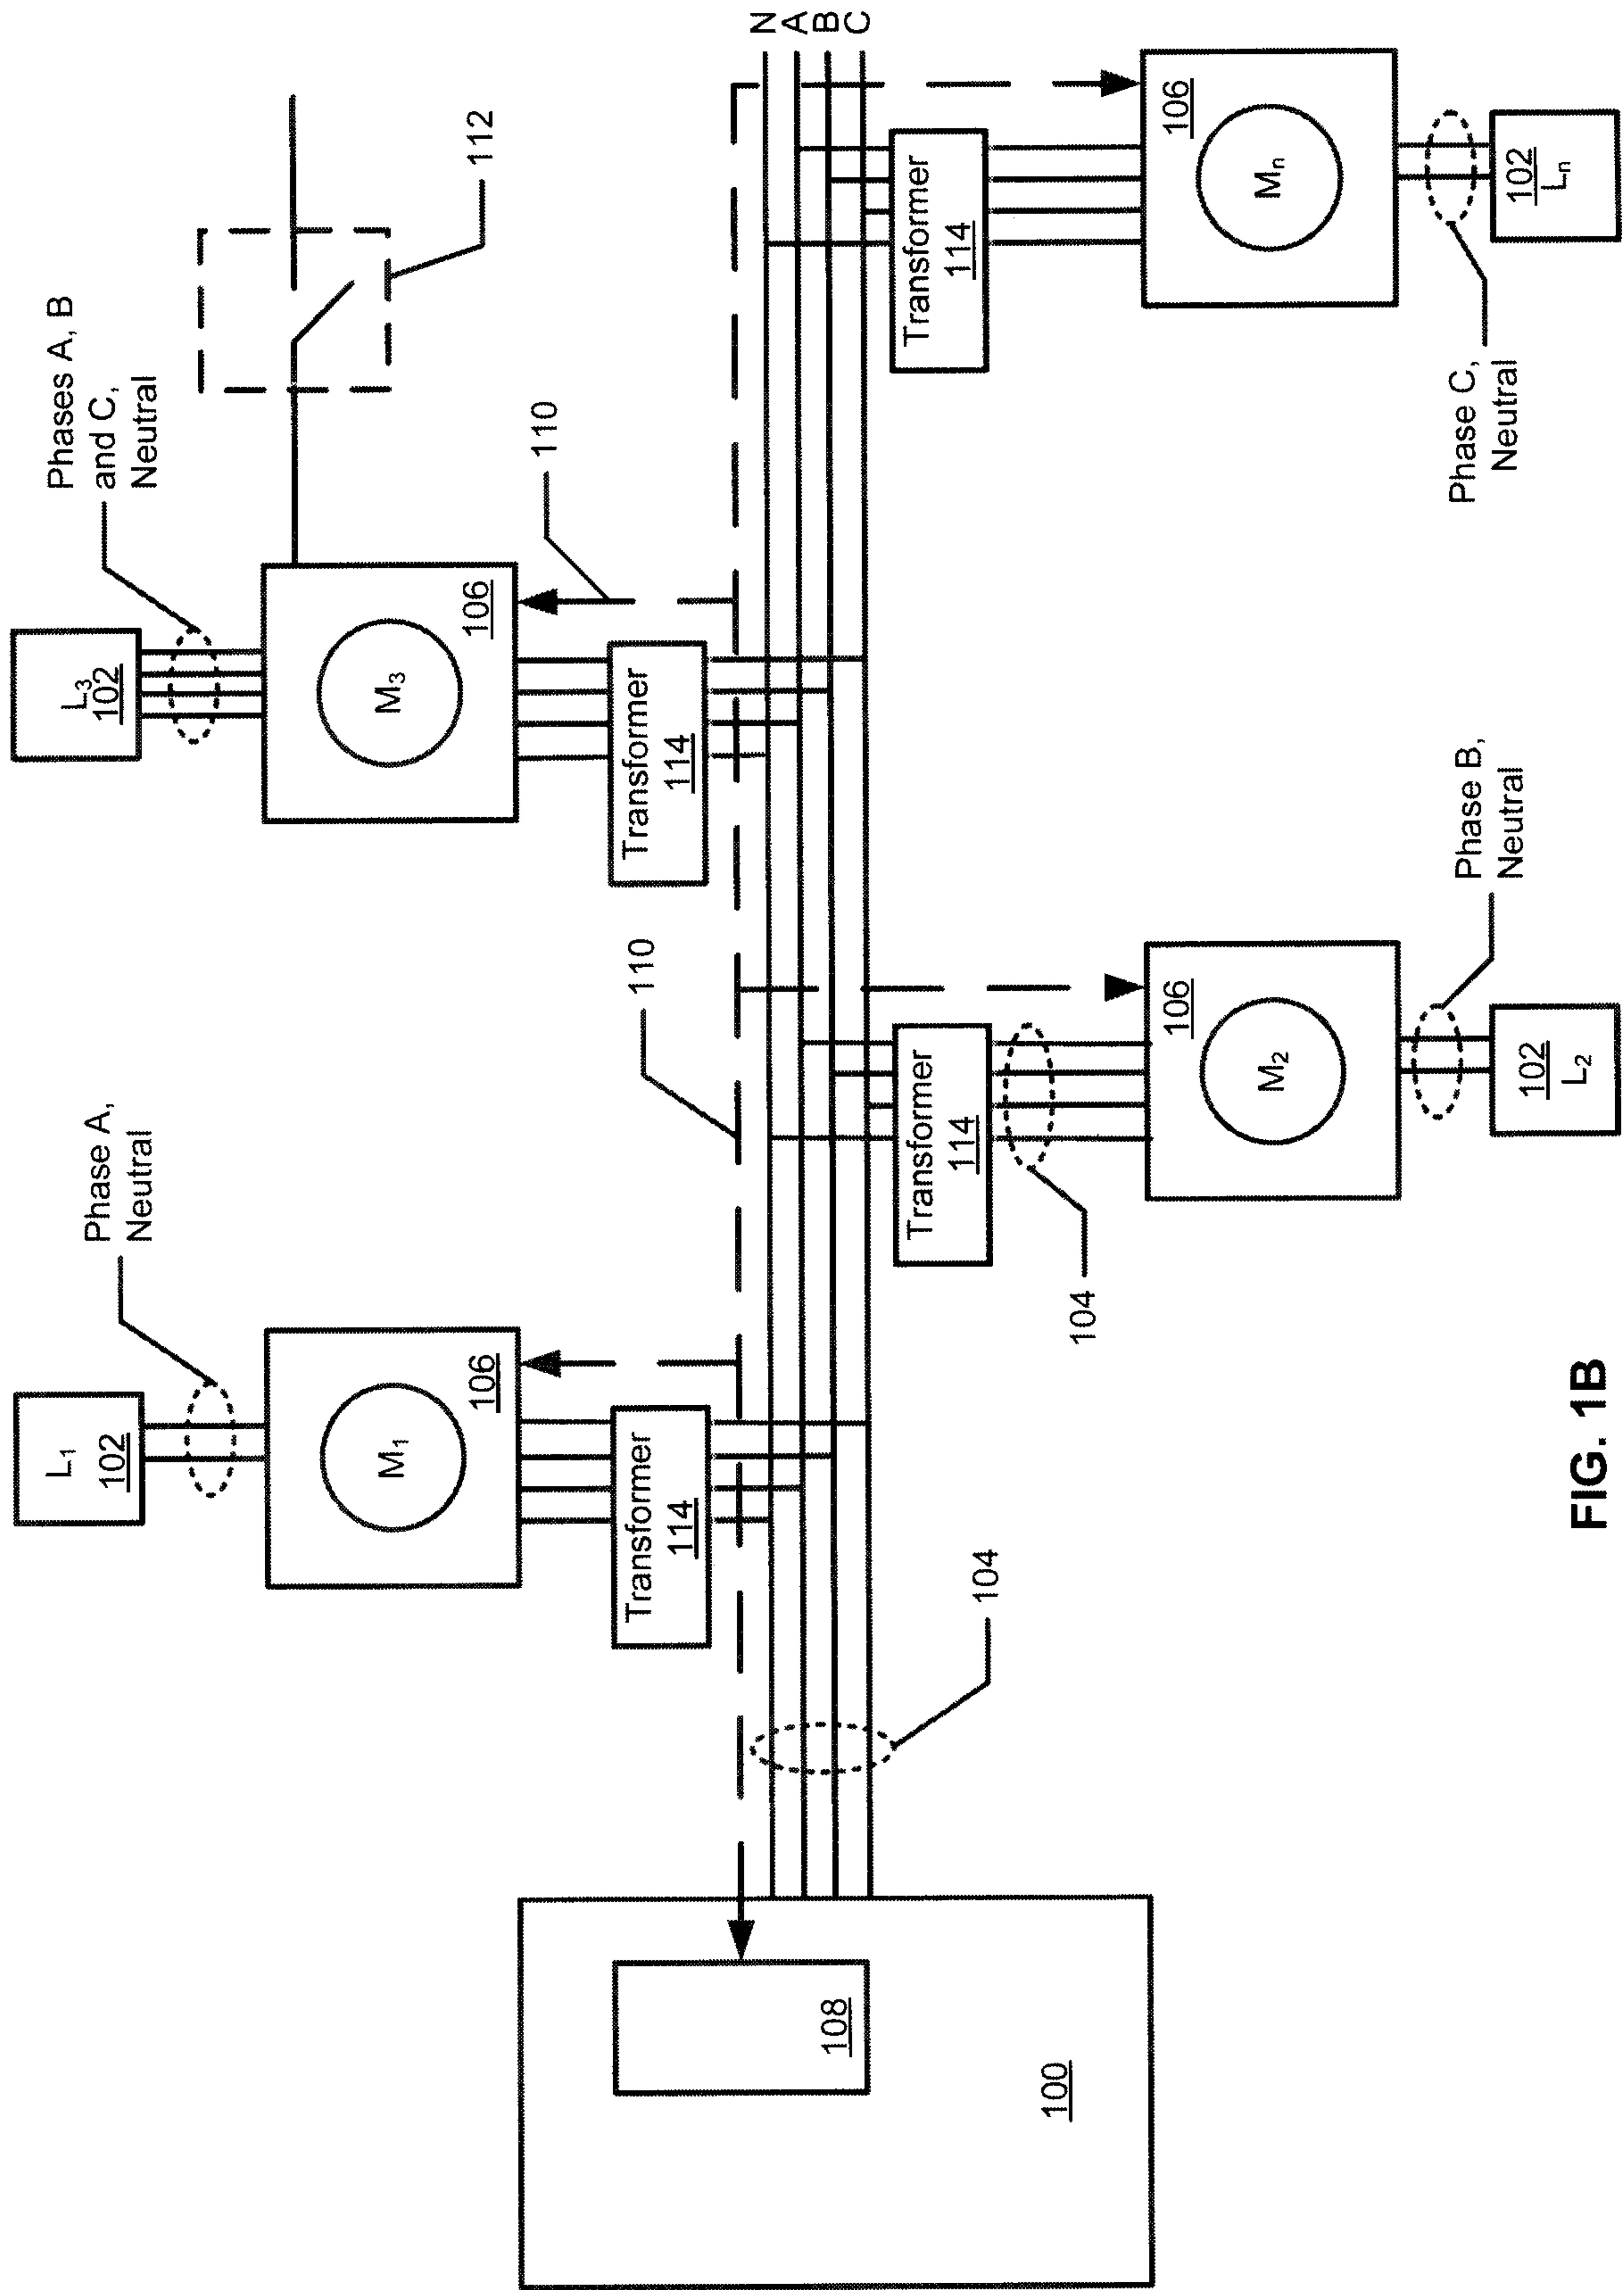 L1
102
Phase A,
Neutral
M1
106
Transformer
114
L3
102
Phases A, B
and C,
Neutral
M3
106
Transformer
114
112
110
110
N
A
B
C
100
108
104
Transformer
114
104
M2
106
Phase B,
Neutral
102
L2
Transformer
114
106
Mn
Phase C,
Neutral
102
Ln
FIG. 1B